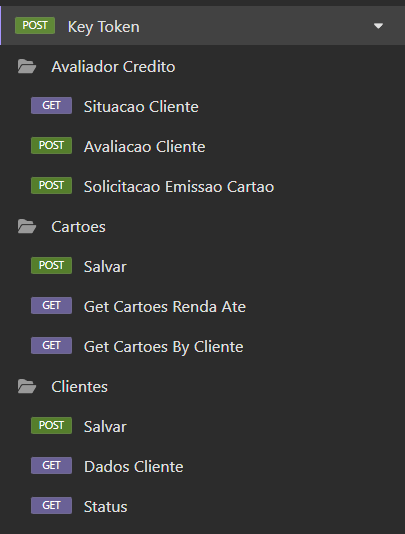 POST Key Token
Avaliador Credito
GET Situacao Cliente
POST Avaliacao Cliente
POST Solicitacao Emissao Cartao
Cartoes
POST Salvar
GET Get Cartoes Renda Ate
GET Get Cartoes By Cliente
Clientes
POST Salvar
GET Dados Cliente
GET Status